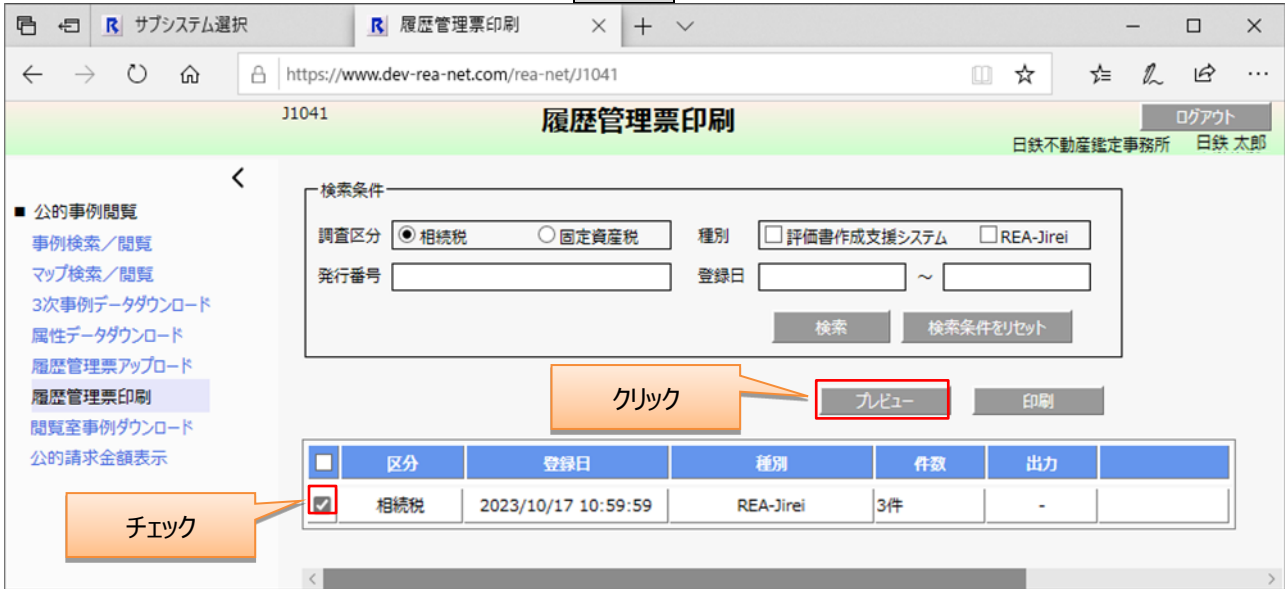 サブシステム選択
履歴管理票印刷
https://www.dev-rea-net.com/rea-net/J1041
J1041
履歴管理票印刷
ログアウト
日鉄不動産鑑定事務所 日鉄 太郎
■ 公的事例閲覧
事例検索／閲覧
マップ検索／閲覧
3次事例データダウンロード
属性データダウンロード
履歴管理票アップロード
履歴管理票印刷
閲覧室事例ダウンロード
公的請求金額表示
検索条件
調査区分 相続税 固定資産税 種別 評価書作成支援システム REA-Jirei
発行番号 登録日 ～
検索 検索条件をリセット
クリック
プレビュー 印刷
区分 登録日 種別 件数 出力
相続税 2023/10/17 10:59:59 REA-Jirei 3件 -
チェック